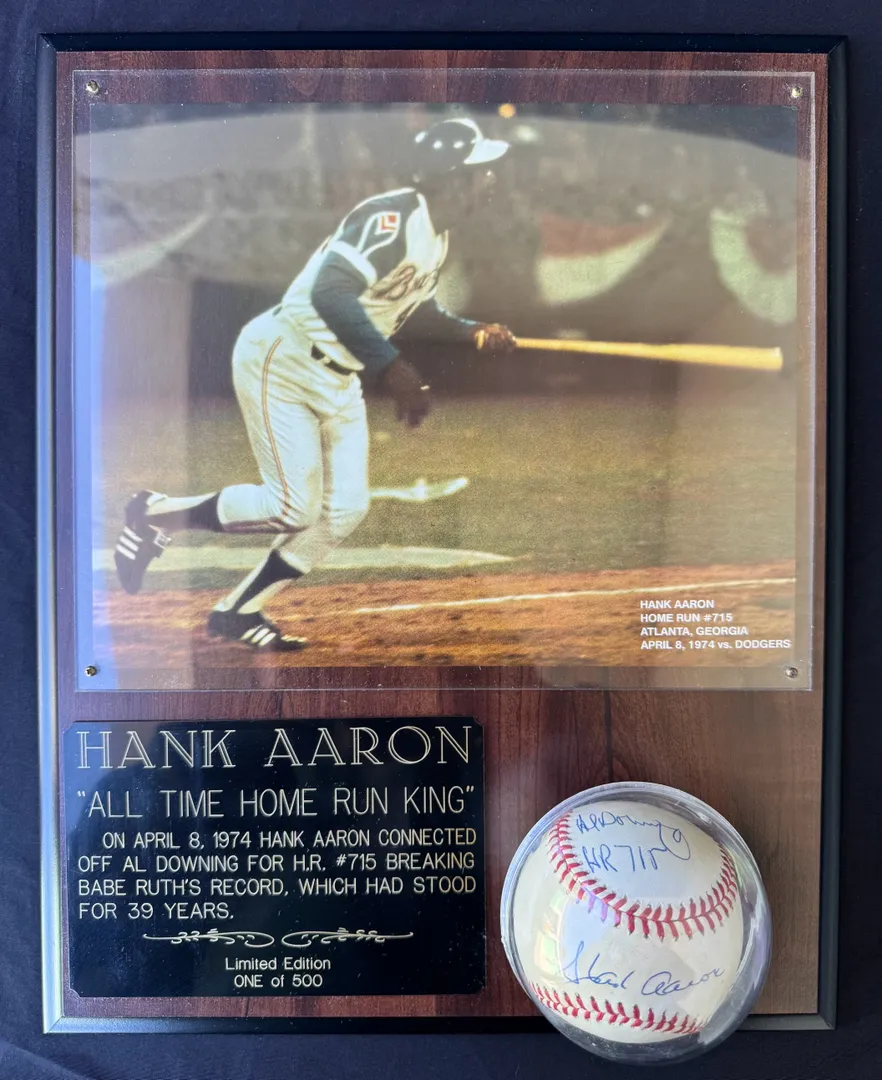 HANK AARON
HOME RUN #715
ATLANTA, GEORGIA
APRIL 8, 1974 vs. DODGERS
HANK AARON
"ALL TIME HOME RUN KING"
ON APRIL 8, 1974 HANK AARON CONNECTED
OFF AL DOWNING FOR H.R. #715 BREAKING
BABE RUTH'S RECORD, WHICH HAD STOOD
FOR 39 YEARS.
Limited Edition
ONE of 500
Al Downing
HR 715
Hank Aaron